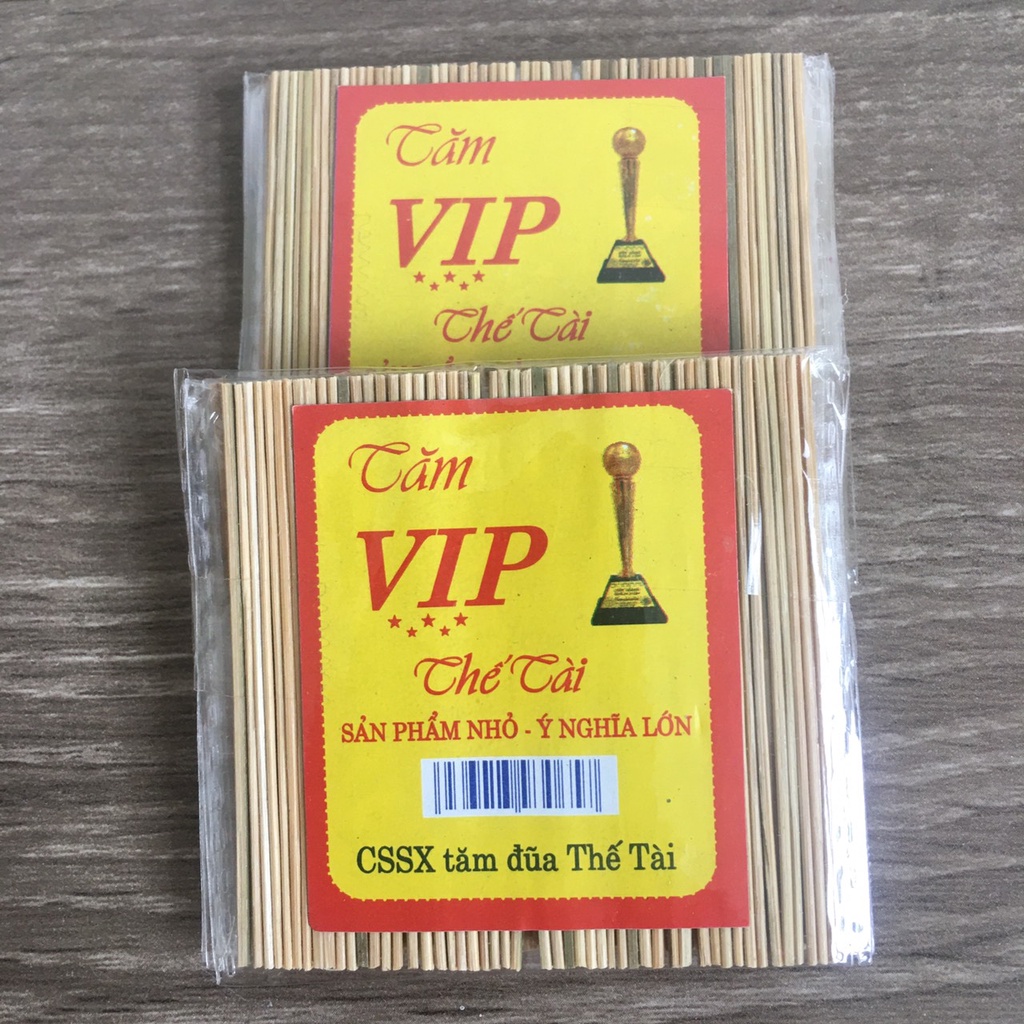 Tăm
VIP
Thế Tài
Tăm
VIP
Thế Tài
SẢN PHẨM NHỎ - Ý NGHĨA LỚN
CSSX tăm đũa Thế Tài